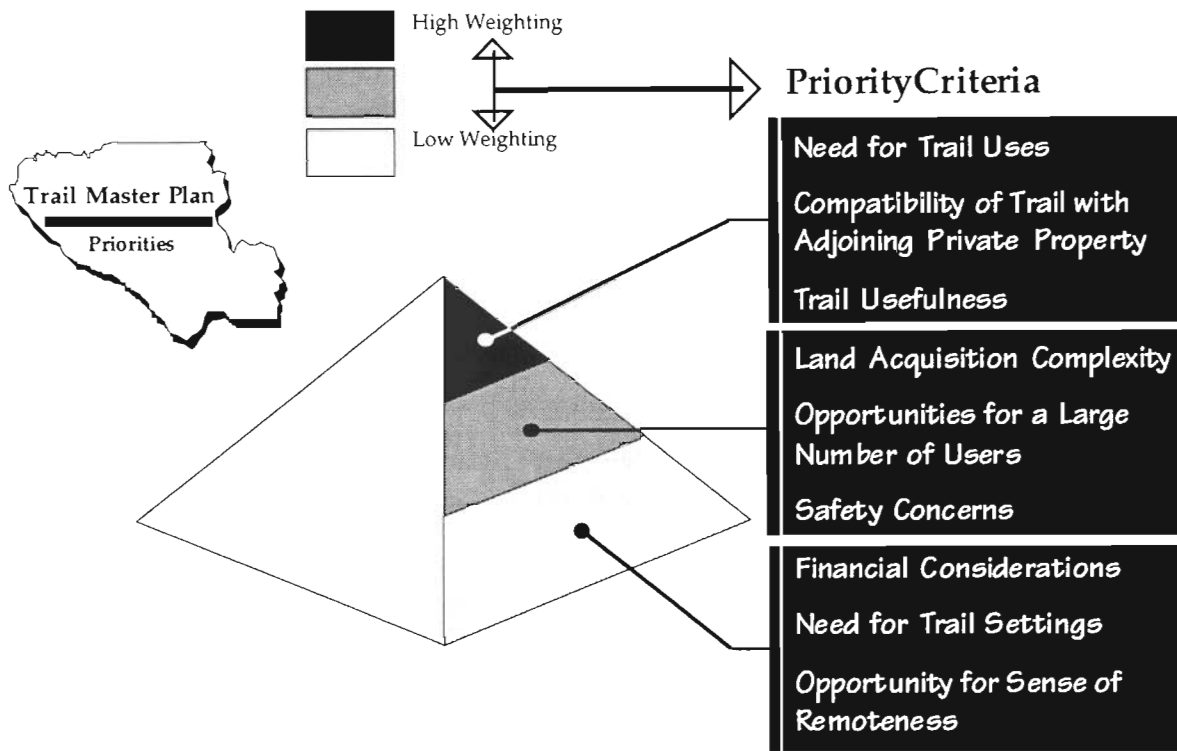 High Weighting
Low Weighting
PriorityCriteria
Trail Master Plan
Priorities
Need for Trail Uses
Compatibility of Trail with
Adjoining Private Property
Trail Usefulness
Land Acquisition Complexity
Opportunities for a Large
Number of Users
Safety Concerns
Financial Considerations
Need for Trail Settings
Opportunity for Sense of
Remoteness